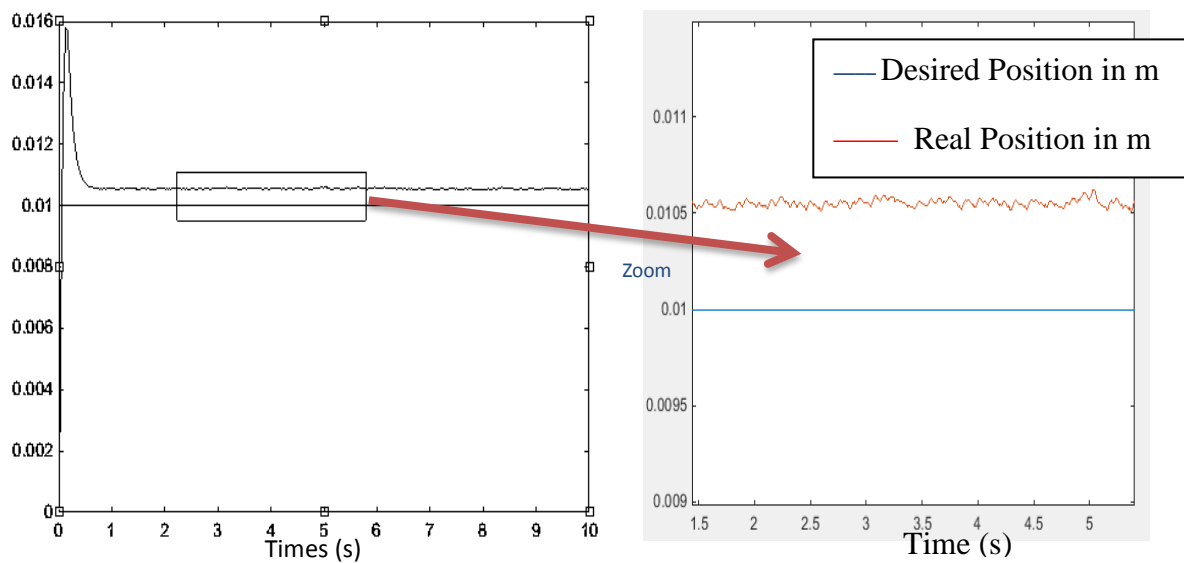 0.016
0.014
0.012
0.01
0.008
0.006
0.004
0.002
0
0 1 2 3 4 5 6 7 8 9 10
Times (s)
Zoom
Desired Position in m
Real Position in m
0.011
0.0105
0.01
0.0095
0.009
1.5 2 2.5 3 3.5 4 4.5 5
Time (s)